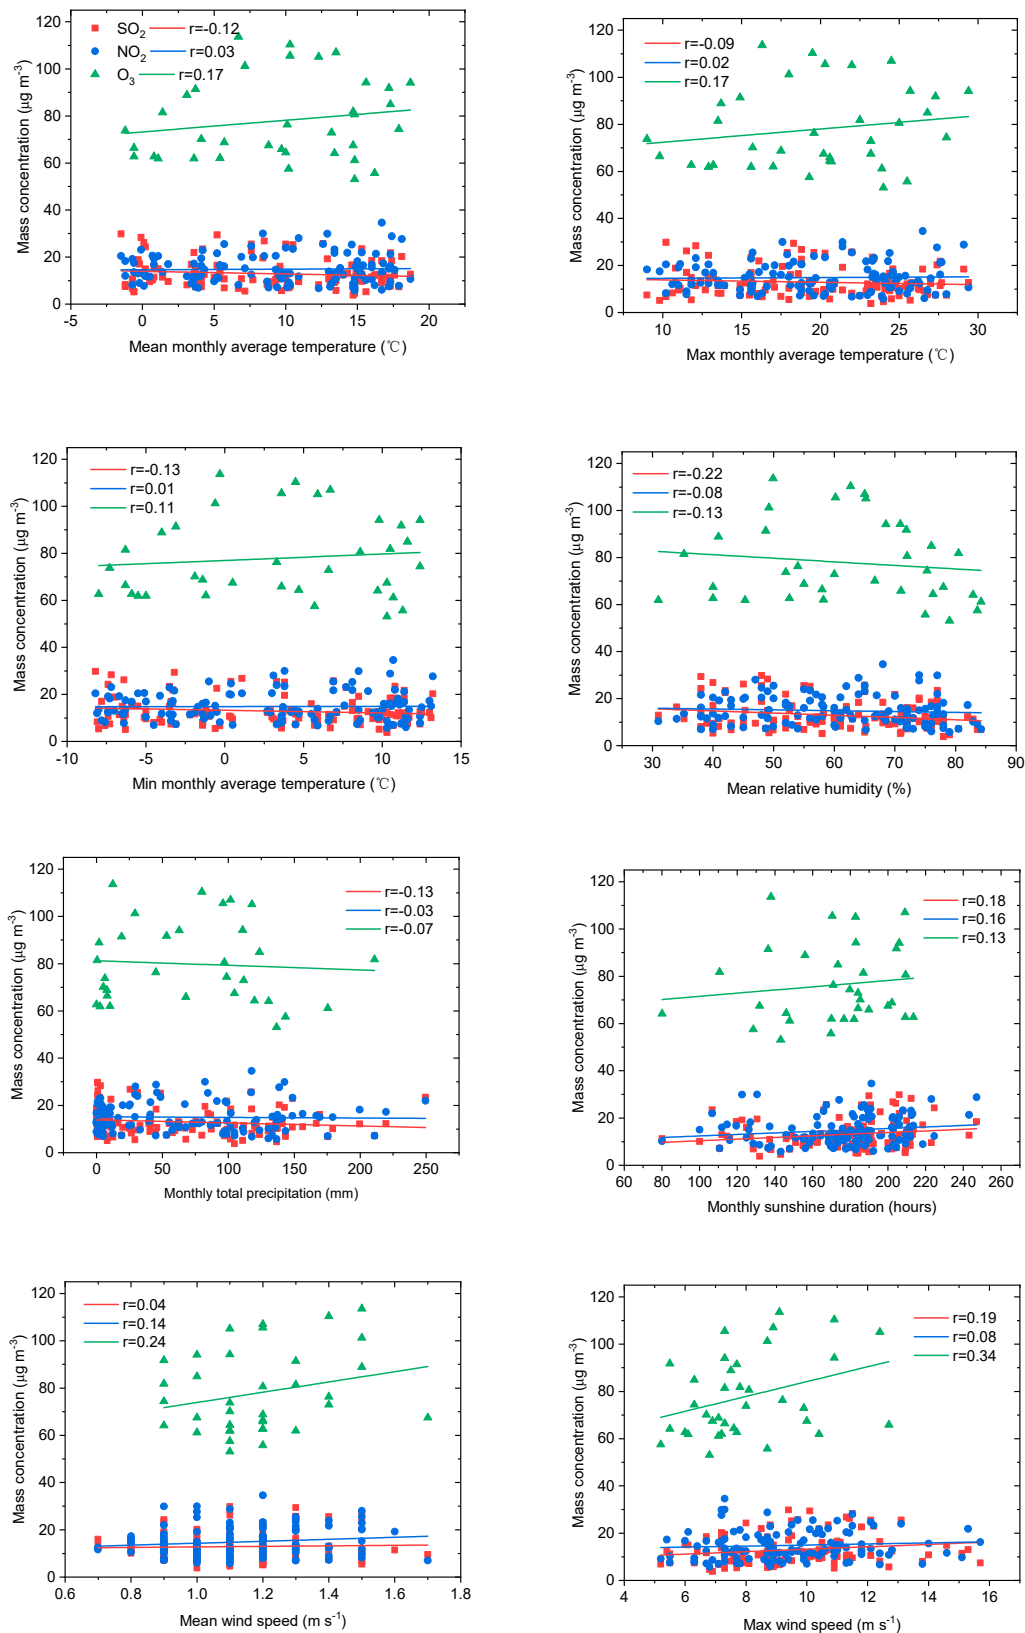 120
100
80
60
40
20
0
Mass concentration (μg m-3)
SO2 r=-0.12
NO2 r=0.03
O3 r=0.17
-5 0 5 10 15 20
Mean monthly average temperature (℃)
120
100
80
60
40
20
0
Mass concentration (μg m-3)
r=-0.09
r=0.02
r=0.17
10 15 20 25 30
Max monthly average temperature (℃)
120
100
80
60
40
20
0
Mass concentration (μg m-3)
r=-0.13
r=0.01
r=0.11
-10 -5 0 5 10 15
Min monthly average temperature (℃)
120
100
80
60
40
20
0
Mass concentration (μg m-3)
r=-0.22
r=-0.08
r=-0.13
30 40 50 60 70 80 90
Mean relative humidity (%)
120
100
80
60
40
20
0
Mass concentration (μg m-3)
r=-0.13
r=-0.03
r=-0.07
0 50 100 150 200 250
Monthly total precipitation (mm)
120
100
80
60
40
20
0
Mass concentration (μg m-3)
r=0.18
r=0.16
r=0.13
60 80 100 120 140 160 180 200 220 240 260
Monthly sunshine duration (hours)
120
100
80
60
40
20
0
Mass concentration (μg m-3)
r=0.04
r=0.14
r=0.24
0.6 0.8 1.0 1.2 1.4 1.6 1.8
Mean wind speed (m s-1)
120
100
80
60
40
20
0
Mass concentration (μg m-3)
r=0.19
r=0.08
r=0.34
4 6 8 10 12 14 16
Max wind speed (m s-1)